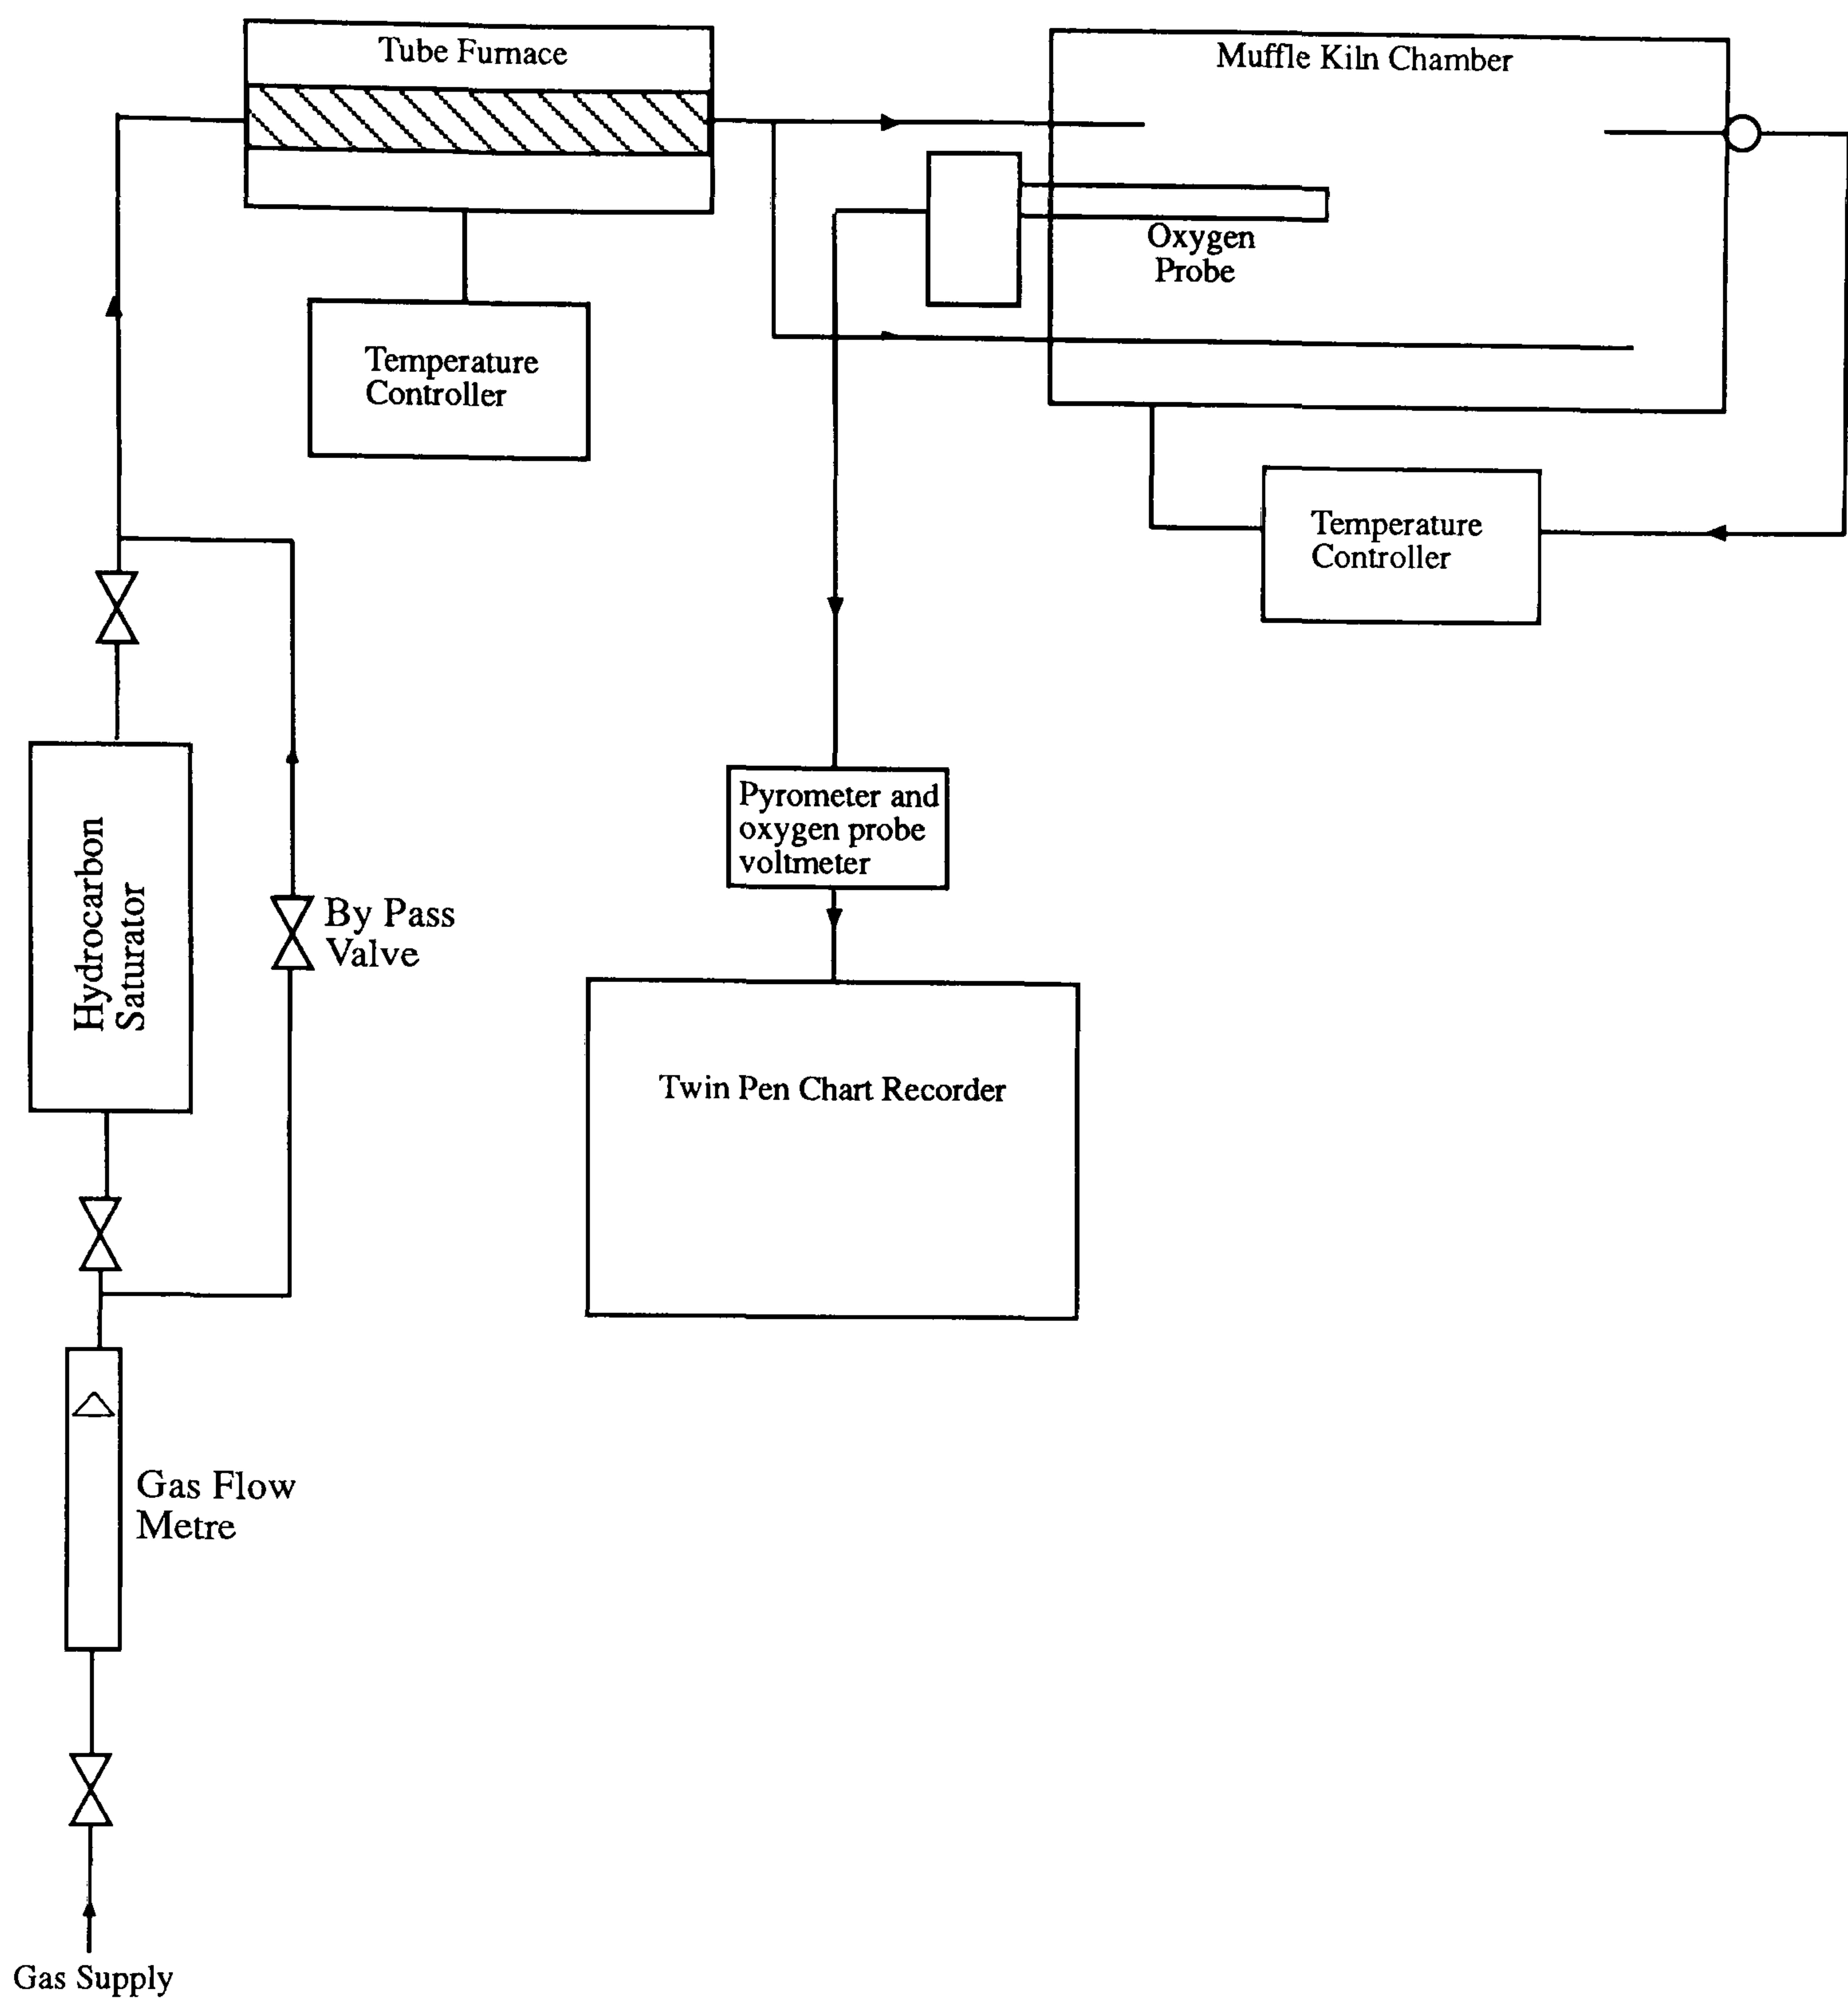 Tube Furnace
Muffle Kiln Chamber
Oxygen
Probe
Temperature
Controller
Temperature
Controller
Pyrometer and
oxygen probe
voltmeter
Hydrocarbon
Saturator
By Pass
Valve
Twin Pen Chart Recorder
Gas Flow
Metre
Gas Supply